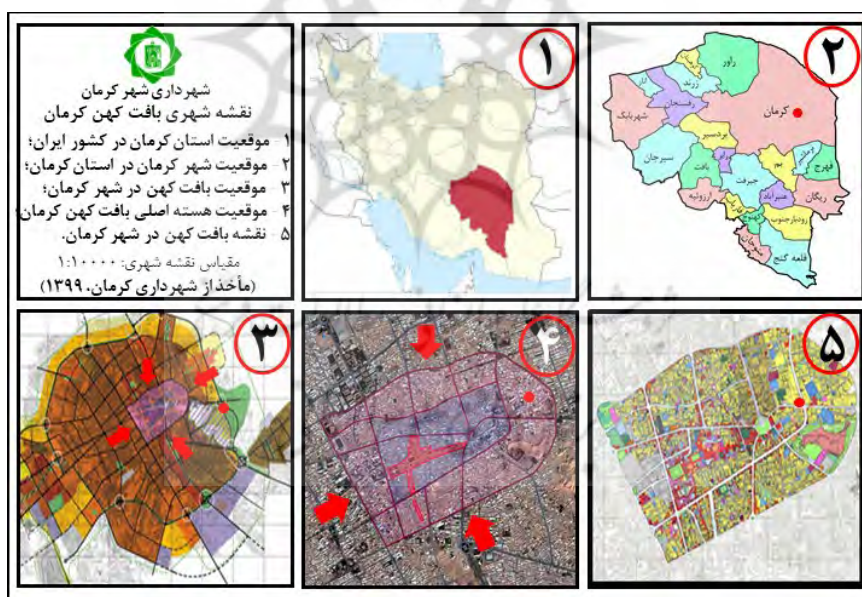 شهرداری شهر کرمان
نقشه شهری بافت کهن کرمان
۱ - موقعیت استان کرمان در کشور ایران؛
۲ - موقعیت شهر کرمان در استان کرمان؛
۳ - موقعیت بافت کهن در شهر کرمان؛
۴ - موقعیت هسته اصلی بافت کهن کرمان؛
۵ - نقشه بافت کهن در شهر کرمان.
مقیاس نقشه شهری: ۱:۱۰۰۰۰
(مأخذ از شهرداری کرمان، ۱۳۹۹)
۱
۲
راور
زرند
انار
رفسنجان
کرمان
شهربابک
بردسیر
سیرجان
بافت
بم
فهرج
جیرفت
ریگان
ارزوئیه
عنبرآباد
رودبارجنوب
کهنوج
قلعه گنج
۳
۴
۵